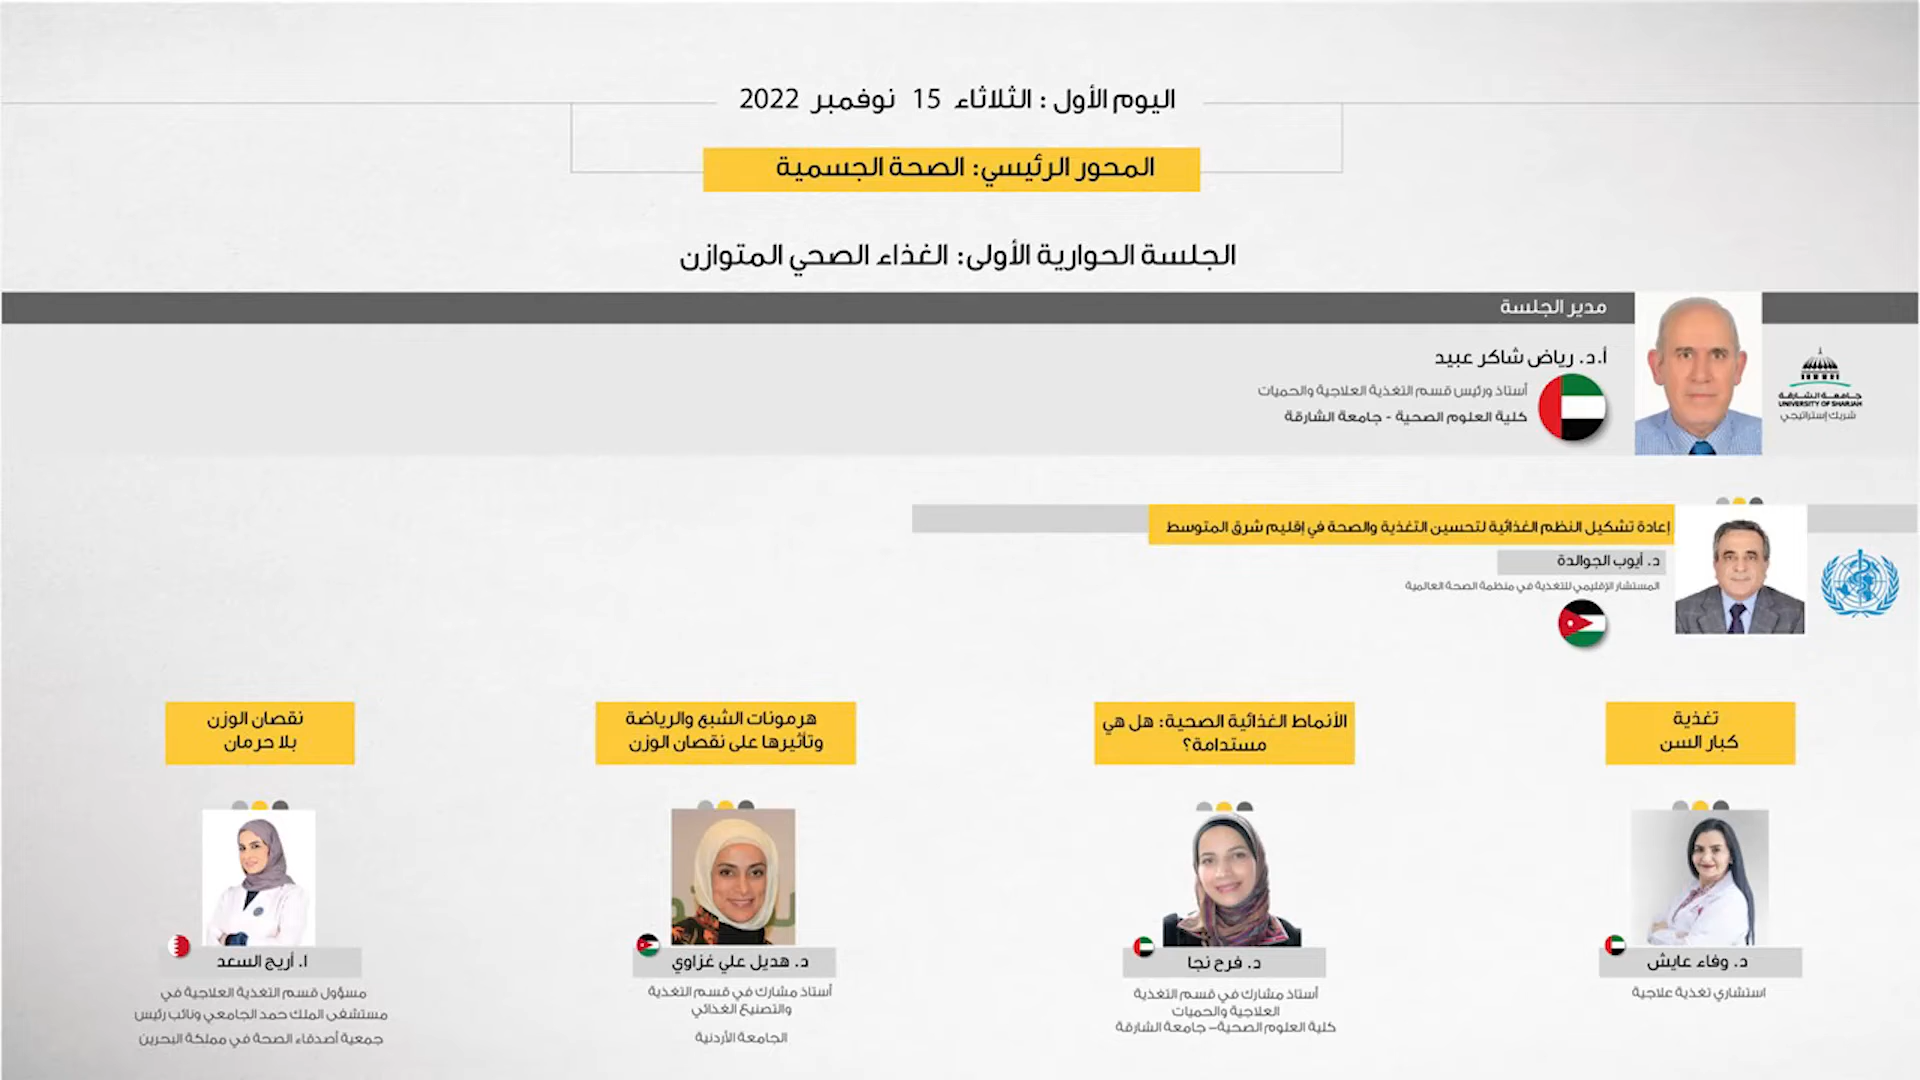 اليوم الأول : الثلاثاء 15 نوفمبر 2022
المحور الرئيسي: الصحة الجسمية
الجلسة الحوارية الأولى: الغذاء الصحي المتوازن
مدير الجلسة
أ.د. رياض شاكر عبيد
أستاذ ورئيس قسم التغذية العلاجية والحميات
كلية العلوم الصحية - جامعة الشارقة
جامعة الشارقة
UNIVERSITY OF SHARJAH
شريك إستراتيجي
إعادة تشكيل النظم الغذائية لتحسين التغذية والصحة في إقليم شرق المتوسط
د. أيوب الجوالدة
المستشار الإقليمي للتغذية في منظمة الصحة العالمية
تغذية
كبار السن
د. وفاء عايش
استشاري تغذية علاجية
الأنماط الغذائية الصحية: هل هي
مستدامة؟
د. فرح نجا
أستاذ مشارك في قسم التغذية
العلاجية والحميات
كلية العلوم الصحية– جامعة الشارقة
هرمونات الشبع والرياضة
وتأثيرها على نقصان الوزن
د. هديل علي غزاوي
أستاذ مشارك في قسم التغذية
والتصنيع الغذائي
الجامعة الأردنية
نقصان الوزن
بلا حرمان
ا. أريج السعد
مسؤول قسم التغذية العلاجية في
مستشفى الملك حمد الجامعي ونائب رئيس
جمعية أصدقاء الصحة في مملكة البحرين